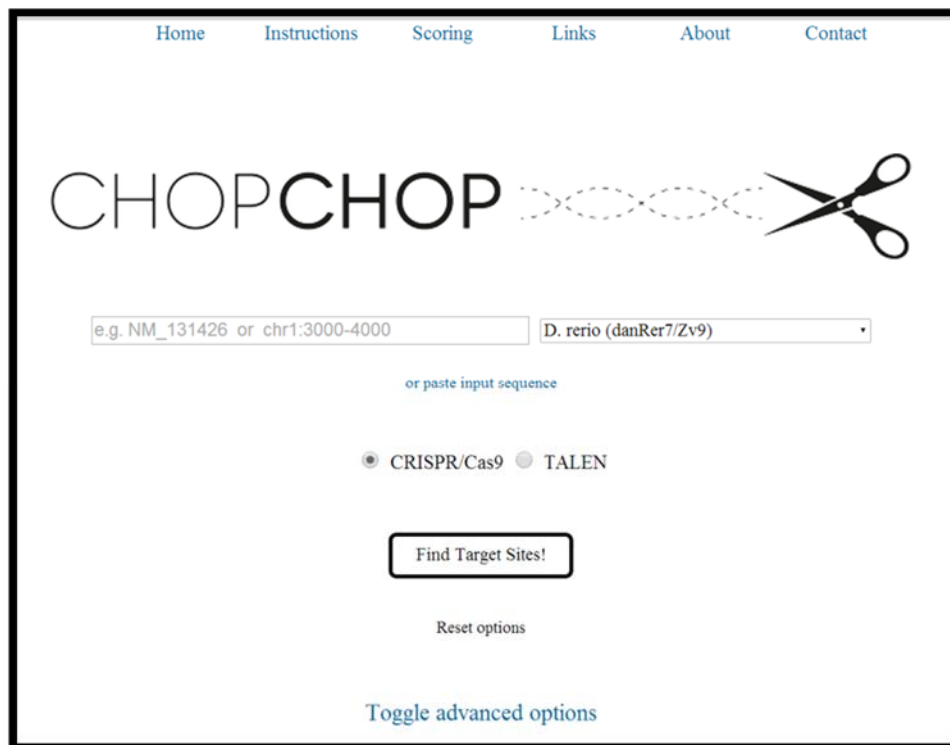 Home Instructions Scoring Links About Contact
CHOPCHOP
e.g. NM_131426 or chr1:3000-4000 D. rerio (danRer7/Zv9)
or paste input sequence
CRISPR/Cas9 TALEN
Find Target Sites!
Reset options
Toggle advanced options